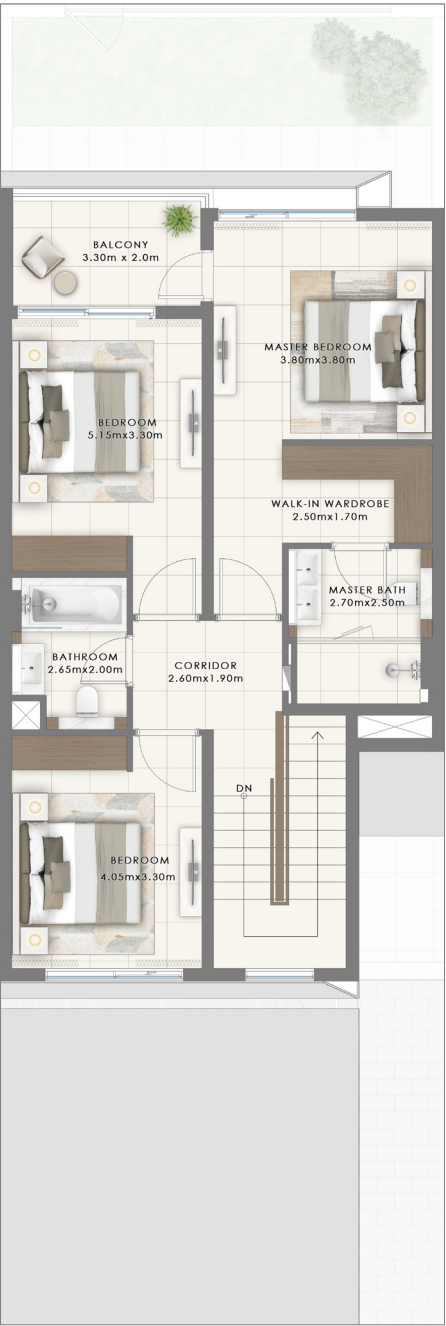 BALCONY
3.30m x 2.0m
MASTER BEDROOM
3.80mx3.80m
BEDROOM
5.15mx3.30m
WALK-IN WARDROBE
2.50mx1.70m
MASTER BATH
2.70mx2.50m
BATHROOM
2.65mx2.00m
CORRIDOR
2.60mx1.90m
DN
BEDROOM
4.05mx3.30m